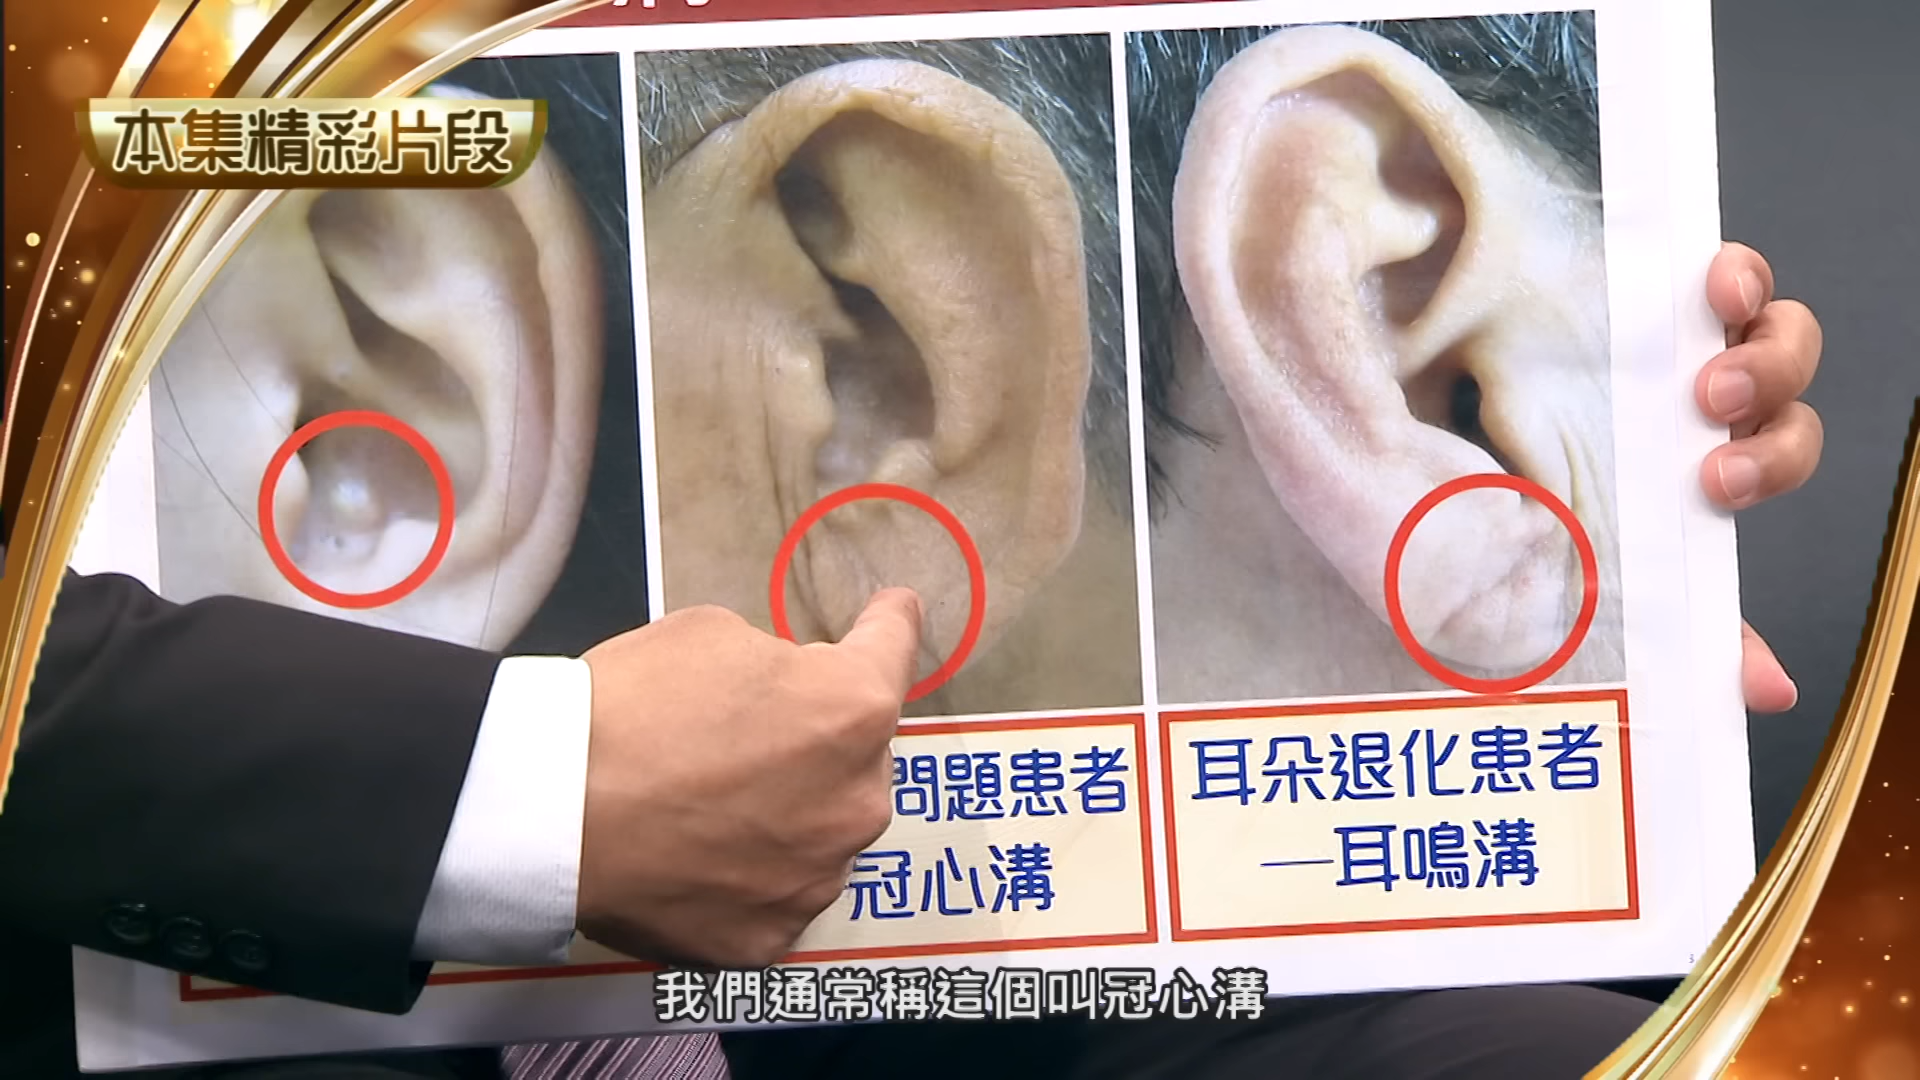 本集精彩片段
問題患者
冠心溝
耳朵退化患者
—耳鳴溝
我們通常稱這個叫冠心溝